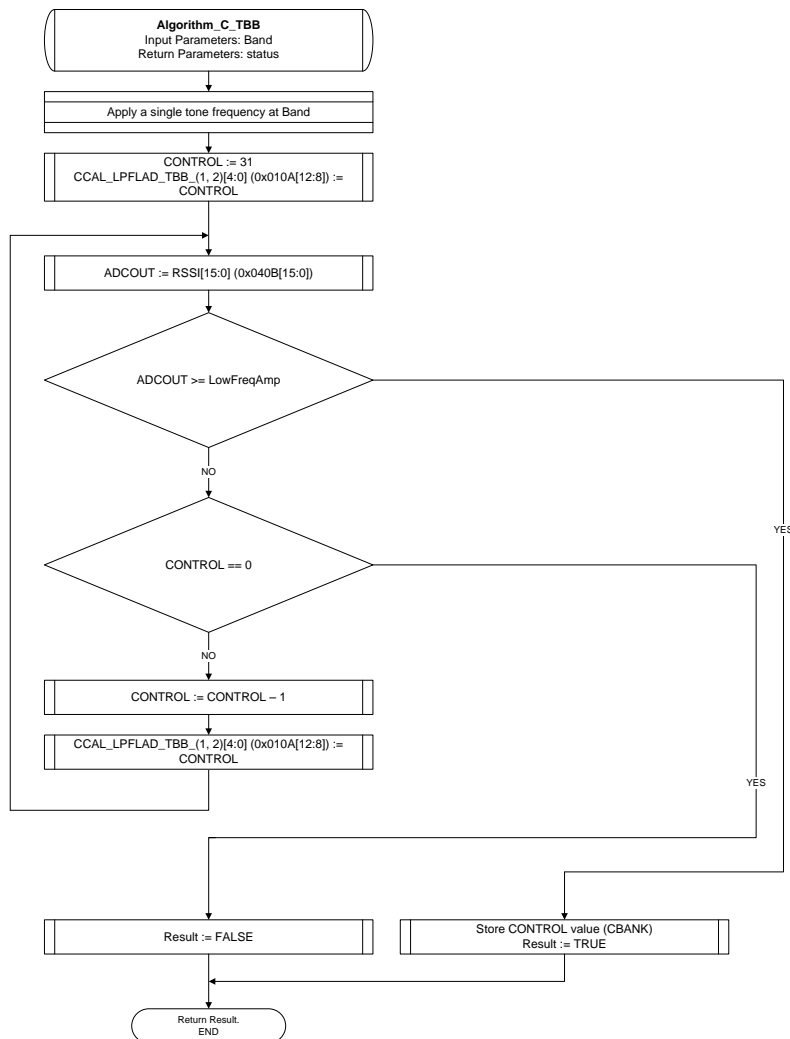 Algorithm_C_TBB
Input Parameters: Band
Return Parameters: status
Apply a single tone frequency at Band
CONTROL := 31
CCAL_LPFLAD_TBB_(1, 2)[4:0] (0x010A[12:8]) :=
CONTROL
ADCOUT := RSSI[15:0] (0x040B[15:0])
ADCOUT >= LowFreqAmp
NO
YES
CONTROL == 0
NO
CONTROL := CONTROL – 1
CCAL_LPFLAD_TBB_(1, 2)[4:0] (0x010A[12:8]) :=
CONTROL
YES
Result := FALSE
Store CONTROL value (CBANK)
Result := TRUE
Return Result.
END